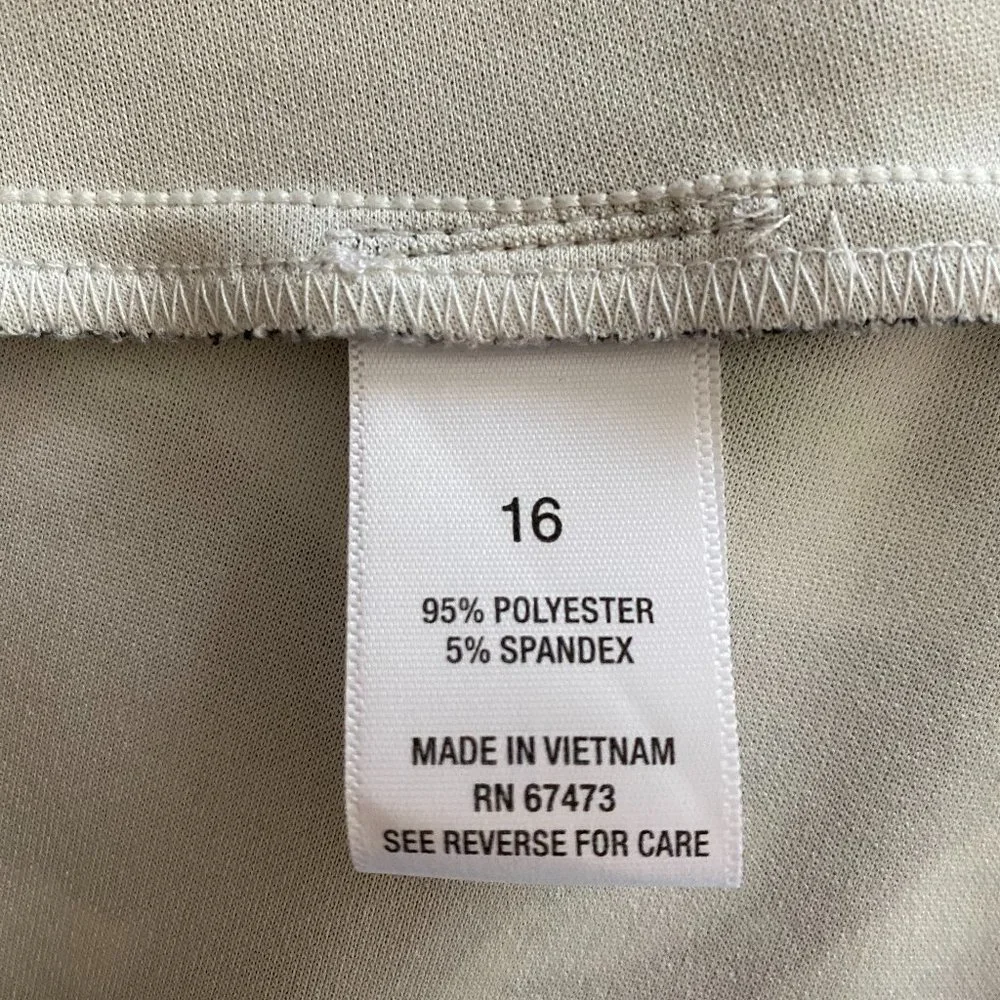 16
95% POLYESTER
5% SPANDEX
MADE IN VIETNAM
RN 67473
SEE REVERSE FOR CARE